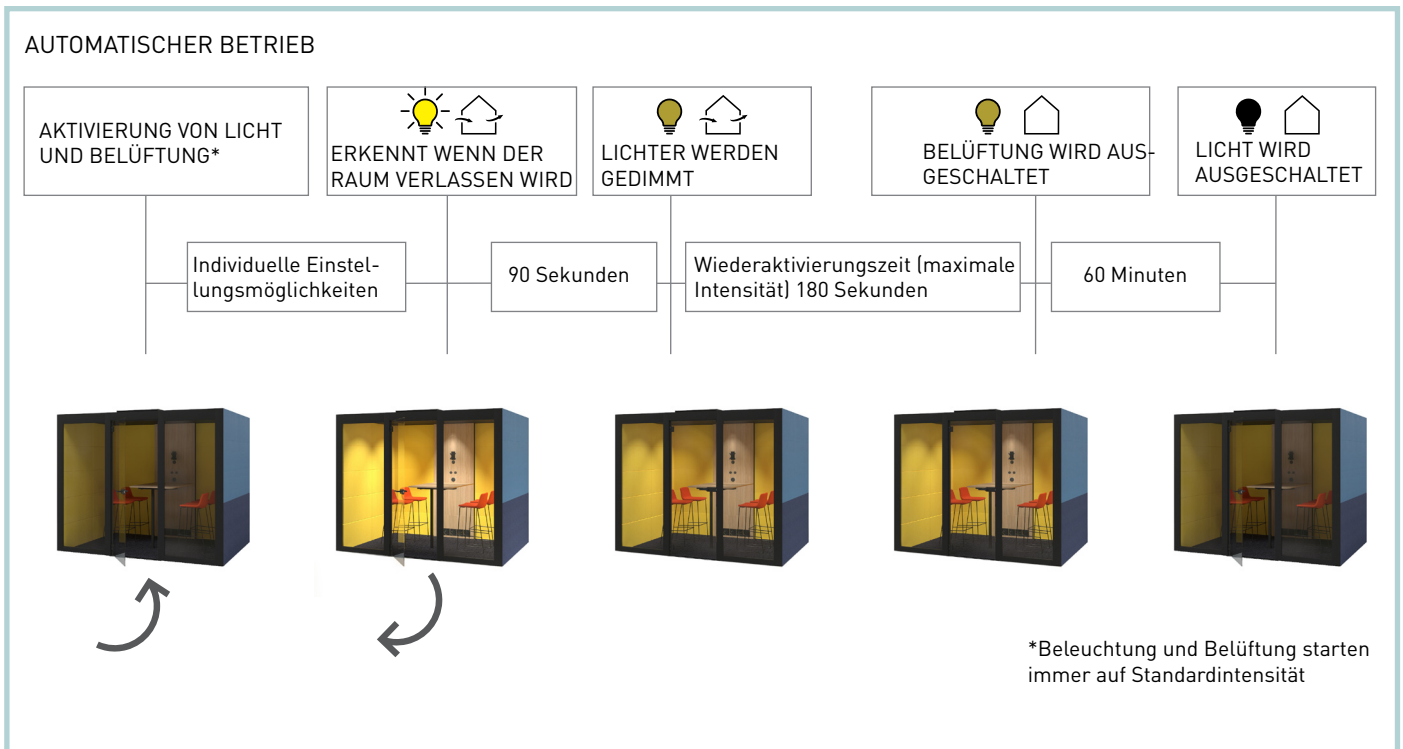 AUTOMATISCHER BETRIEB
AKTIVIERUNG VON LICHT
UND BELÜFTUNG*
ERKENNT WENN DER
RAUM VERLASSEN WIRD
LICHTER WERDEN
GEDIMMT
BELÜFTUNG WIRD AUS-
GESCHALTET
LICHT WIRD
AUSGESCHALTET
Individuelle Einstel-
lungsmöglichkeiten
90 Sekunden
Wiederaktivierungszeit (maximale
Intensität) 180 Sekunden
60 Minuten
*Beleuchtung und Belüftung starten
immer auf Standardintensität